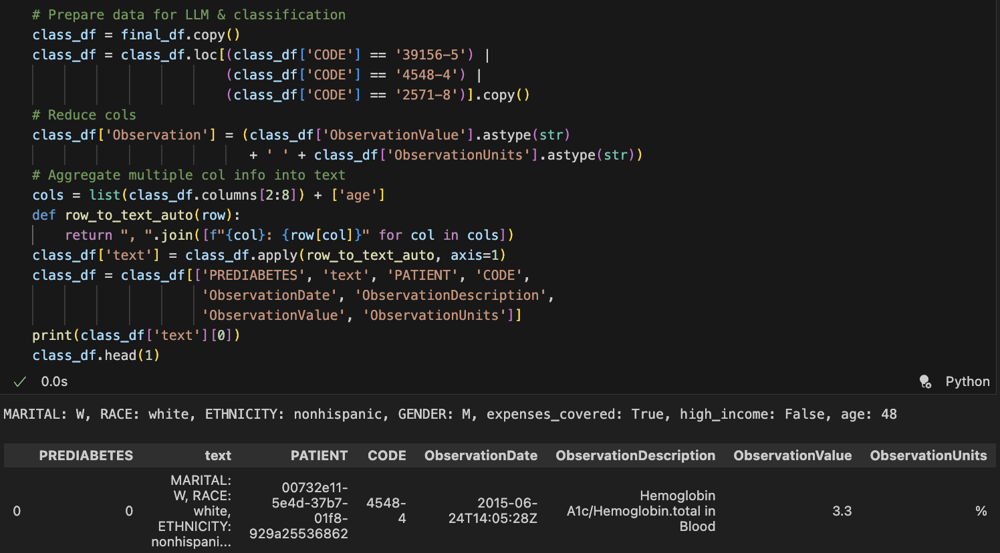 # Prepare data for LLM & classification
class_df = final_df.copy()
class_df = class_df.loc[(class_df['CODE'] == '39156-5') |
(class_df['CODE'] == '4548-4') |
(class_df['CODE'] == '2571-8')].copy()
# Reduce cols
class_df['Observation'] = (class_df['ObservationValue'].astype(str)
+ ' ' + class_df['ObservationUnits'].astype(str))
# Aggregate multiple col info into text
cols = list(class_df.columns[2:8]) + ['age']
def row_to_text_auto(row):
return ", ".join([f"{col}: {row[col]}" for col in cols])
class_df['text'] = class_df.apply(row_to_text_auto, axis=1)
class_df = class_df[['PREDIABETES', 'text', 'PATIENT', 'CODE',
'ObservationDate', 'ObservationDescription',
'ObservationValue', 'ObservationUnits']]
print(class_df['text'][0])
class_df.head(1)
0.0s Python
MARITAL: W, RACE: white, ETHNICITY: nonhispanic, GENDER: M, expenses_covered: True, high_income: False, age: 48
PREDIABETES text PATIENT CODE ObservationDate ObservationDescription ObservationValue ObservationUnits
0 0
MARITAL:
W, RACE:
white,
ETHNICITY:
nonhispani...
00732e11-
5e4d-37b7-
01f8-
929a25536862
4548-
4
2015-06-
24T14:05:28Z
Hemoglobin
A1c/Hemoglobin.total in
Blood
3.3
%